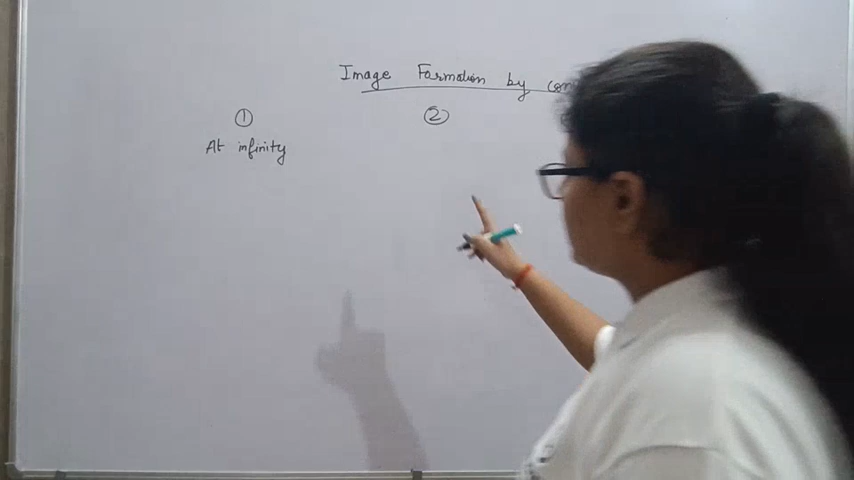 Image Formation by
① ②
At infinity